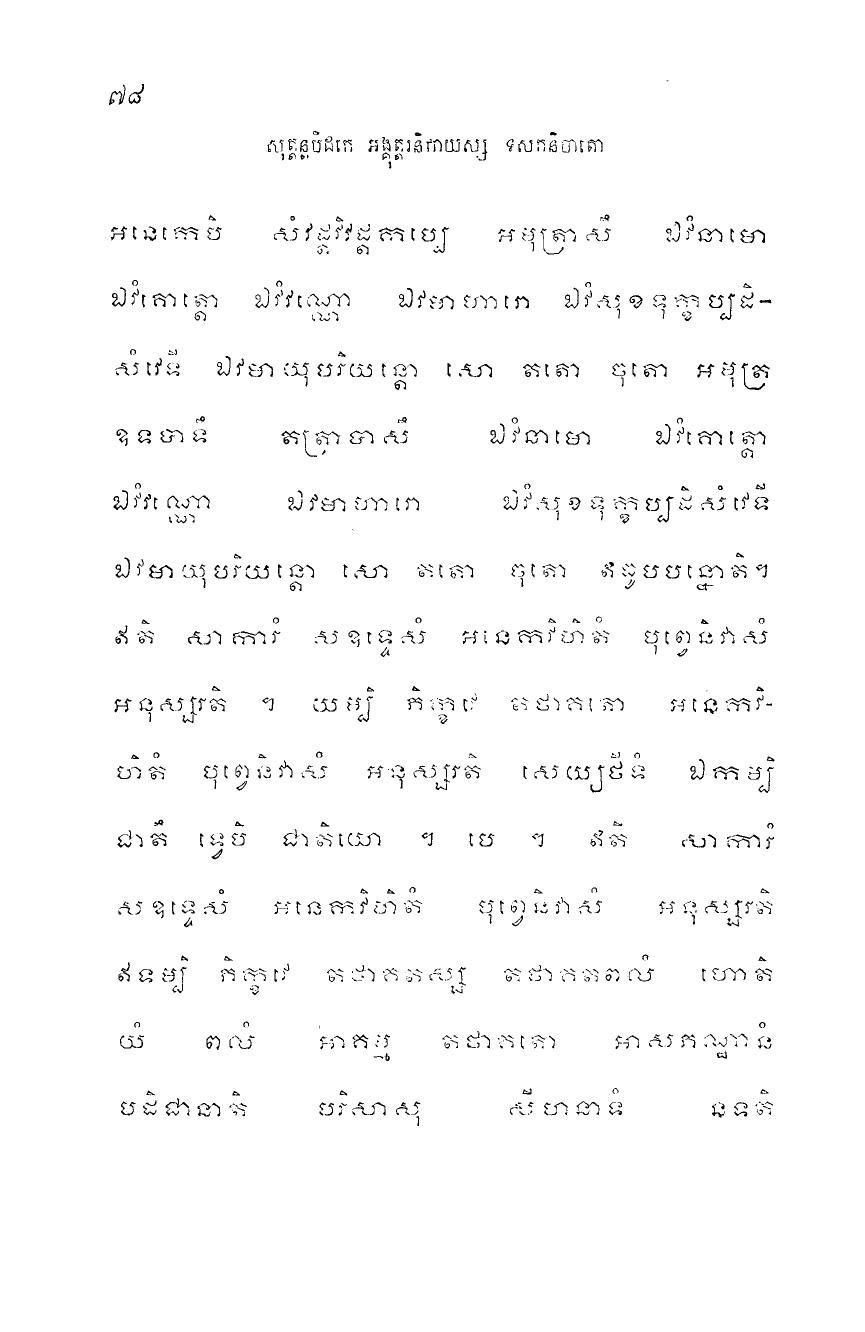 ៧៨
សុត្តន្តបិដកេ អង្គុត្តរនិកាយស្ស ទសកនិបាតោ
អនេកេបិ សំវដ្តវិវដ្តកប្បេ អមុត្រាសឹ ឯវំនាមោ
ឯវំគោត្តោ ឯវំវណ្ណោ ឯវមាហារោ ឯវំសុខទុក្ខប្បដិ-
សំវេទី ឯវមាយុបរិយន្តោ សោ តតោ ចុតោ អមុត្រ
ឧទបាទឹ តត្រាបាសឹ ឯវំនាមោ ឯវំគោត្តោ
ឯវំវណ្ណោ ឯវមាហារោ ឯវំសុខទុក្ខប្បដិសំវេទី
ឯវមាយុបរិយន្តោ សោ តតោ ចុតោ ឥធូបបន្នោតិ។
ឥតិ សាការំ សឧទ្ទេសំ អនេកវិហិតំ បុព្វេនិវាសំ
អនុស្សរតិ ។ យម្បិ ភិក្ខវេ តថាគតោ អនេកវិ-
ហិតំ បុព្វេនិវាសំ អនុស្សរតិ សេយ្យថីទំ ឯកម្បិ
ជាតឹ ទ្វេបិ ជាតិយោ ។ បេ ។ ឥតិ សាការំ
សឧទ្ទេសំ អនេកវិហិតំ បុព្វេនិវាសំ អនុស្សរតិ
ឥទម្បិ ភិក្ខវេ តថាគតស្ស តថាគតពលំ ហោតិ
យំ ពលំ អាគម្ម តថាគតោ អាសភណ្ឋានំ
បដិជានាតិ បរិសាសុ សីហនាទំ នទតិ